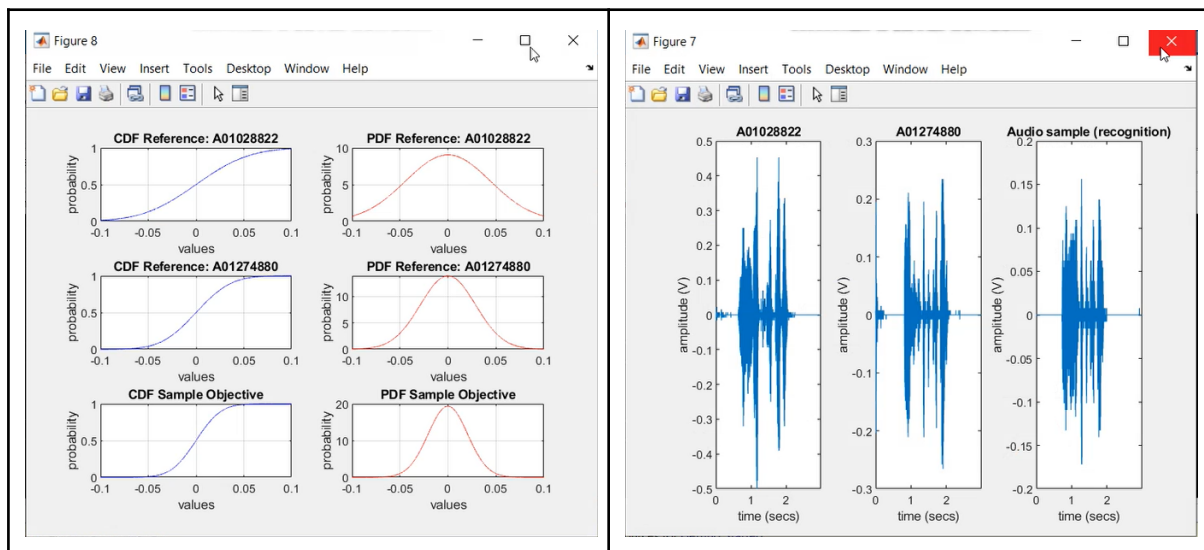 Figure 8
File Edit View Insert Tools Desktop Window Help
CDF Reference: A01028822
probability
1
0.5
0
-0.1 -0.05 0 0.05 0.1
values
PDF Reference: A01028822
probability
10
5
0
-0.1 -0.05 0 0.05 0.1
values
CDF Reference: A01274880
probability
1
0.5
0
-0.1 -0.05 0 0.05 0.1
values
PDF Reference: A01274880
probability
10
5
0
-0.1 -0.05 0 0.05 0.1
values
CDF Sample Objective
probability
1
0.5
0
-0.1 -0.05 0 0.05 0.1
values
PDF Sample Objective
probability
20
10
0
-0.1 -0.05 0 0.05 0.1
values
Figure 7
File Edit View Insert Tools Desktop Window Help
A01028822
amplitude (V)
0.5
0.4
0.3
0.2
0.1
0
-0.1
-0.2
-0.3
-0.4
-0.5
0 1 2
time (secs)
A01274880
amplitude (V)
0.3
0.2
0.1
0
-0.1
-0.2
-0.3
0 1 2
time (secs)
Audio sample (recognition)
amplitude (V)
0.2
0.15
0.1
0.05
0
-0.05
-0.1
-0.15
-0.2
0 1 2
time (secs)